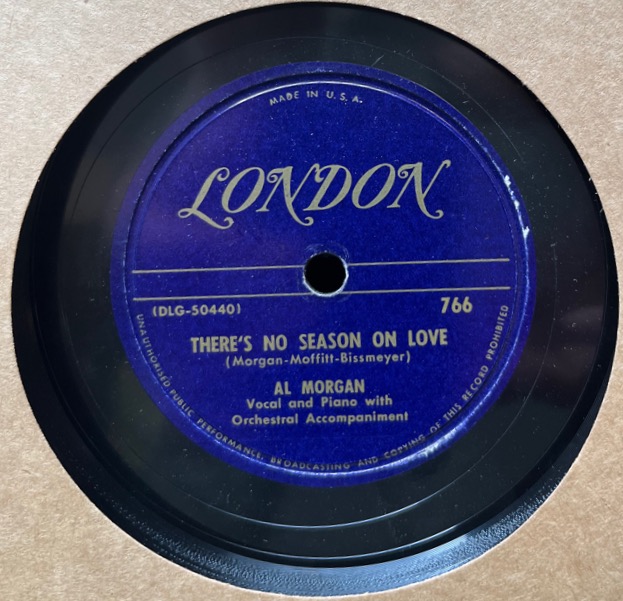 MADE IN U.S.A.
LONDON
(DLG-50440)
766
THERE'S NO SEASON ON LOVE
(Morgan-Moffitt-Bissmeyer)
AL MORGAN
Vocal and Piano with
Orchestral Accompaniment
UNAUTHORISED PUBLIC PERFORMANCE, BROADCASTING AND COPYING OF THIS RECORD PROHIBITED